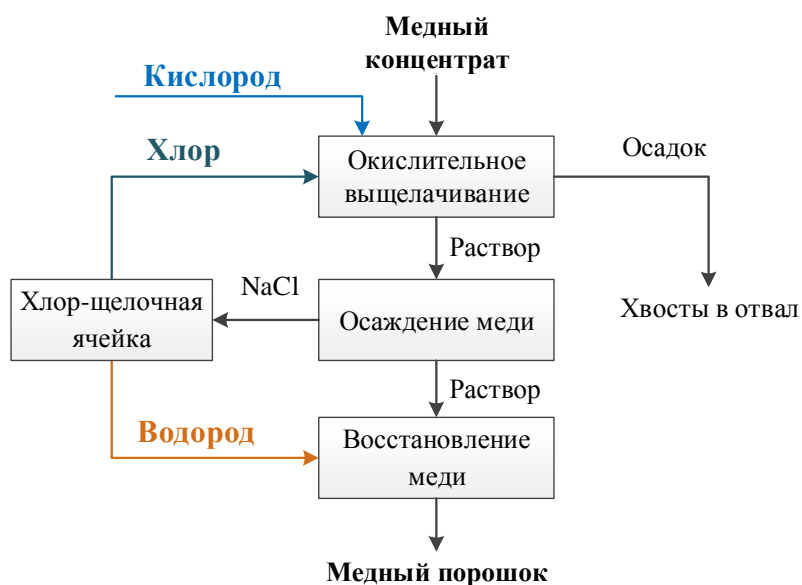 Медный
концентрат
Кислород
Хлор
Окислительное
выщелачивание
Осадок
Раствор
NaCl
Хлор-щелочная
ячейка
Осаждение меди
Хвосты в отвал
Раствор
Водород
Восстановление
меди
Медный порошок